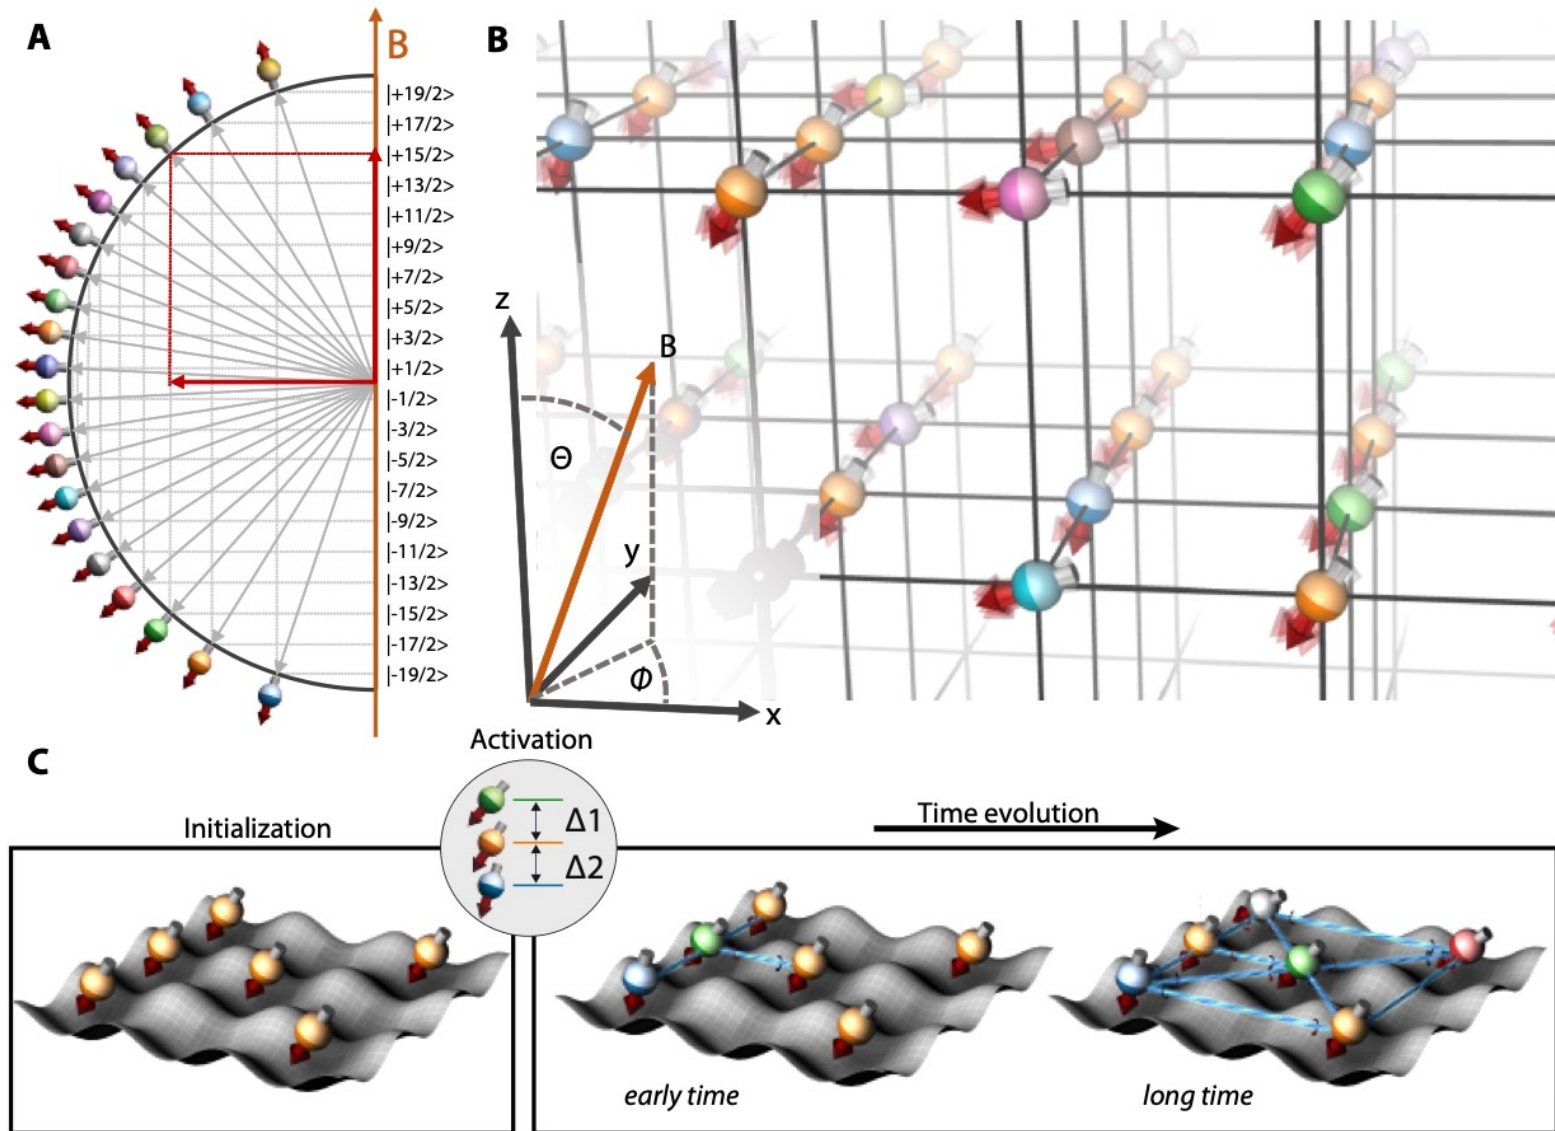 A
B
|+19/2>
|+17/2>
|+15/2>
|+13/2>
|+11/2>
|+9/2>
|+7/2>
|+5/2>
|+3/2>
|+1/2>
|-1/2>
|-3/2>
|-5/2>
|-7/2>
|-9/2>
|-11/2>
|-13/2>
|-15/2>
|-17/2>
|-19/2>
B
z
B
Θ
y
Φ
x
C
Activation
Δ1
Δ2
Initialization
Time evolution
early time
long time